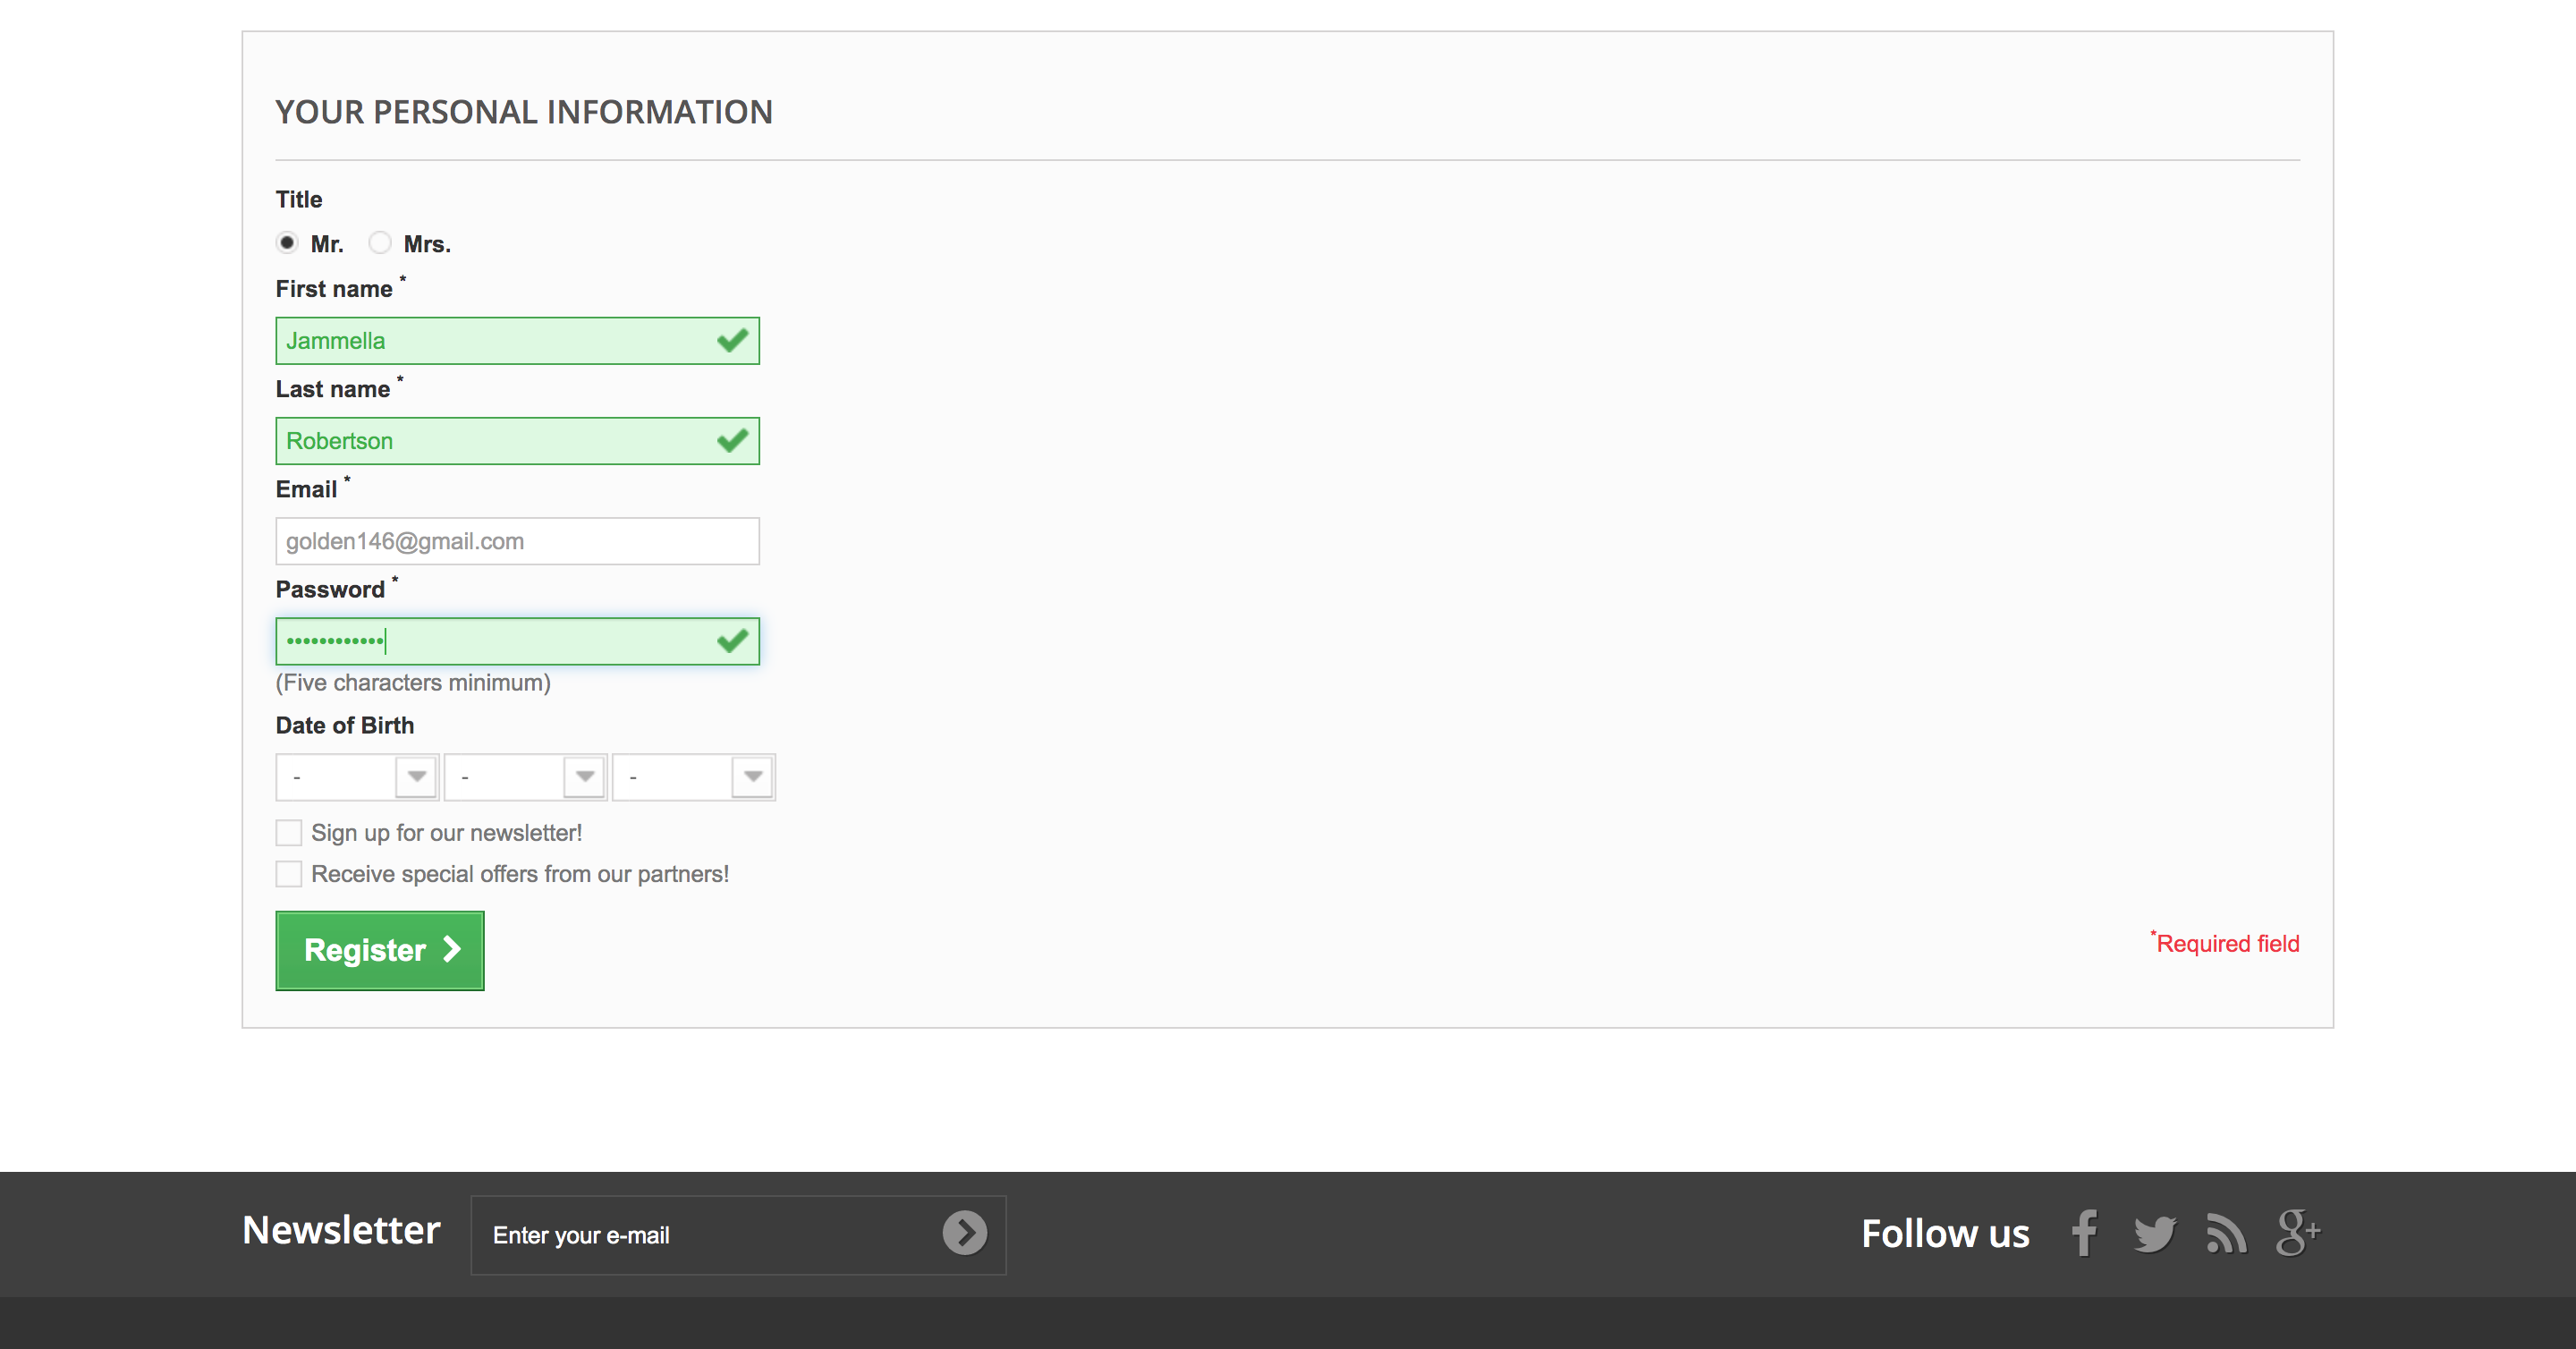 YOUR PERSONAL INFORMATION
Title
Mr. Mrs.
First name *
Jammella
Last name *
Robertson
Email *
golden146@gmail.com
Password *
••••••••••••
(Five characters minimum)
Date of Birth
- - -
Sign up for our newsletter!
Receive special offers from our partners!
Register
*Required field
Newsletter Enter your e-mail Follow us